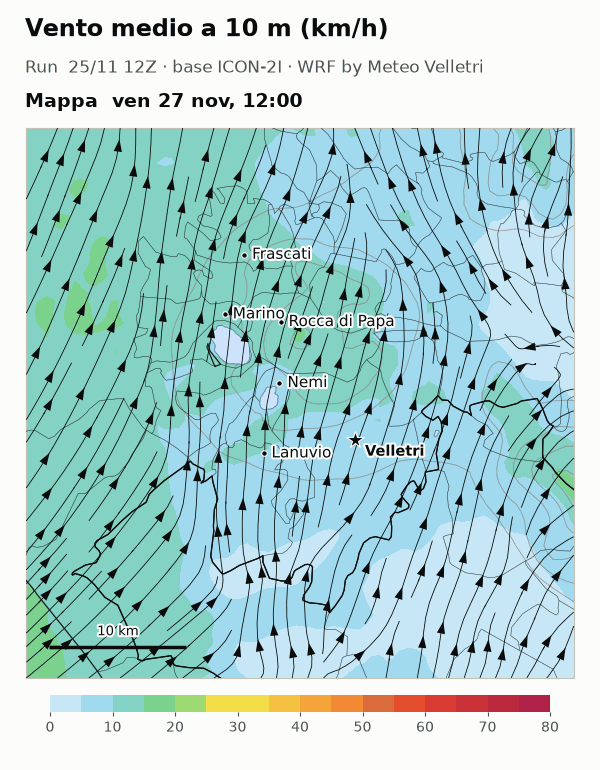 Vento medio a 10 m (km/h)
Run 25/11 12Z · base ICON-2I · WRF by Meteo Velletri
Mappa ven 27 nov, 12:00
Frascati
Marino
Rocca di Papa
Nemi
Velletri
Lanuvio
10 km
0 10 20 30 40 50 60 70 80